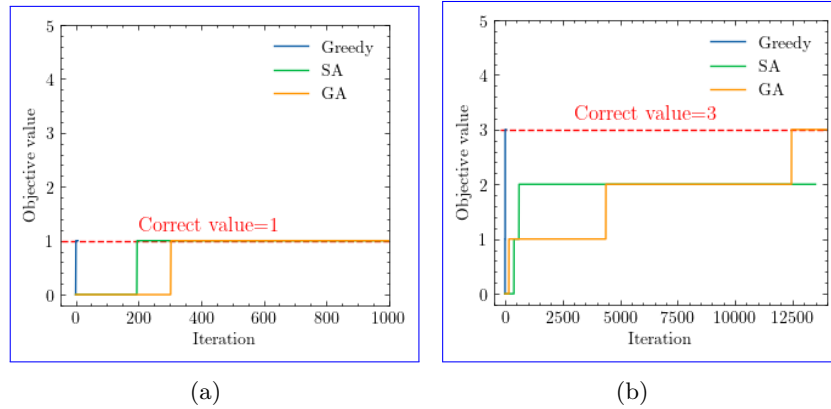 5
4
3
2
1
0
Objective value
Greedy
SA
GA
Correct value=1
0 200 400 600 800 1000
Iteration
(a)
5
4
3
2
1
0
Objective value
Greedy
SA
GA
Correct value=3
0 2500 5000 7500 10000 12500
Iteration
(b)